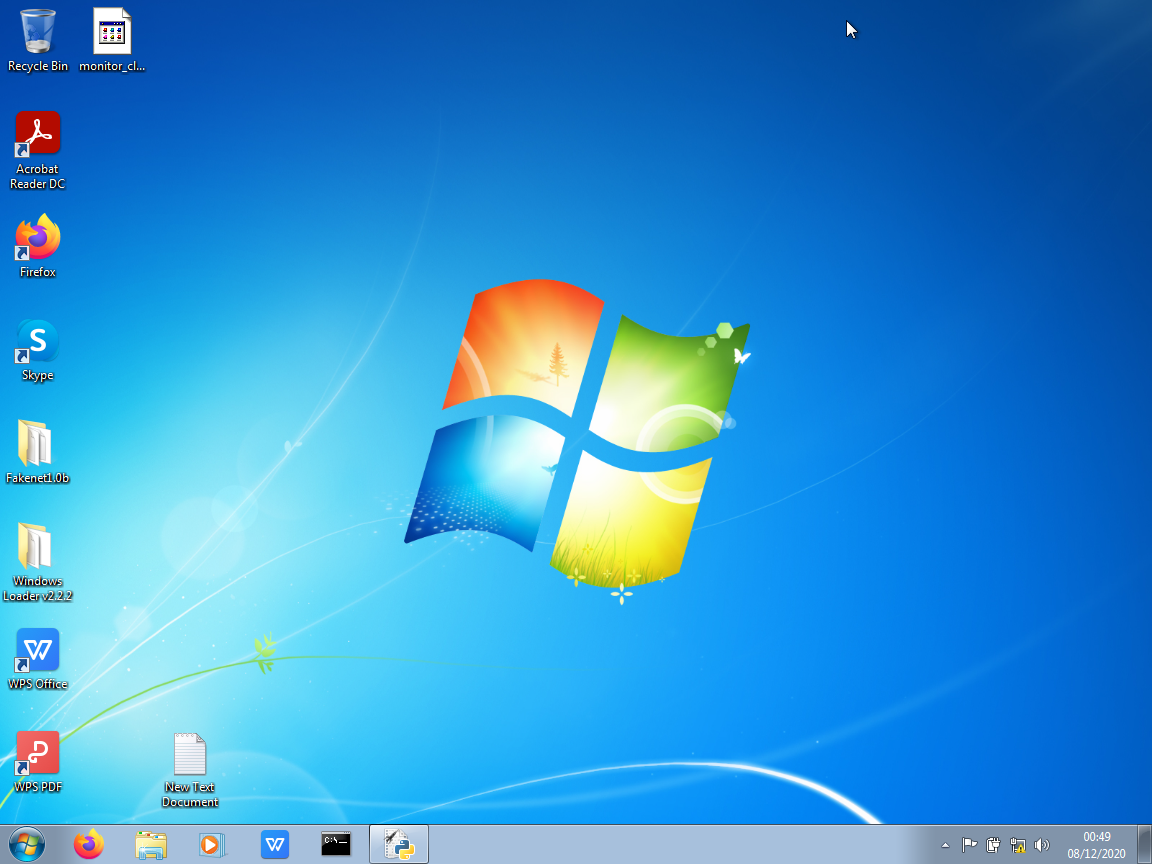 Recycle Bin
monitor_cl...
Acrobat
Reader DC
Firefox
S
Skype
Fakenet1.0b
Windows
Loader v2.2.2
W
WPS Office
WPS PDF
New Text
Document
W
C:\_
00:49
08/12/2020